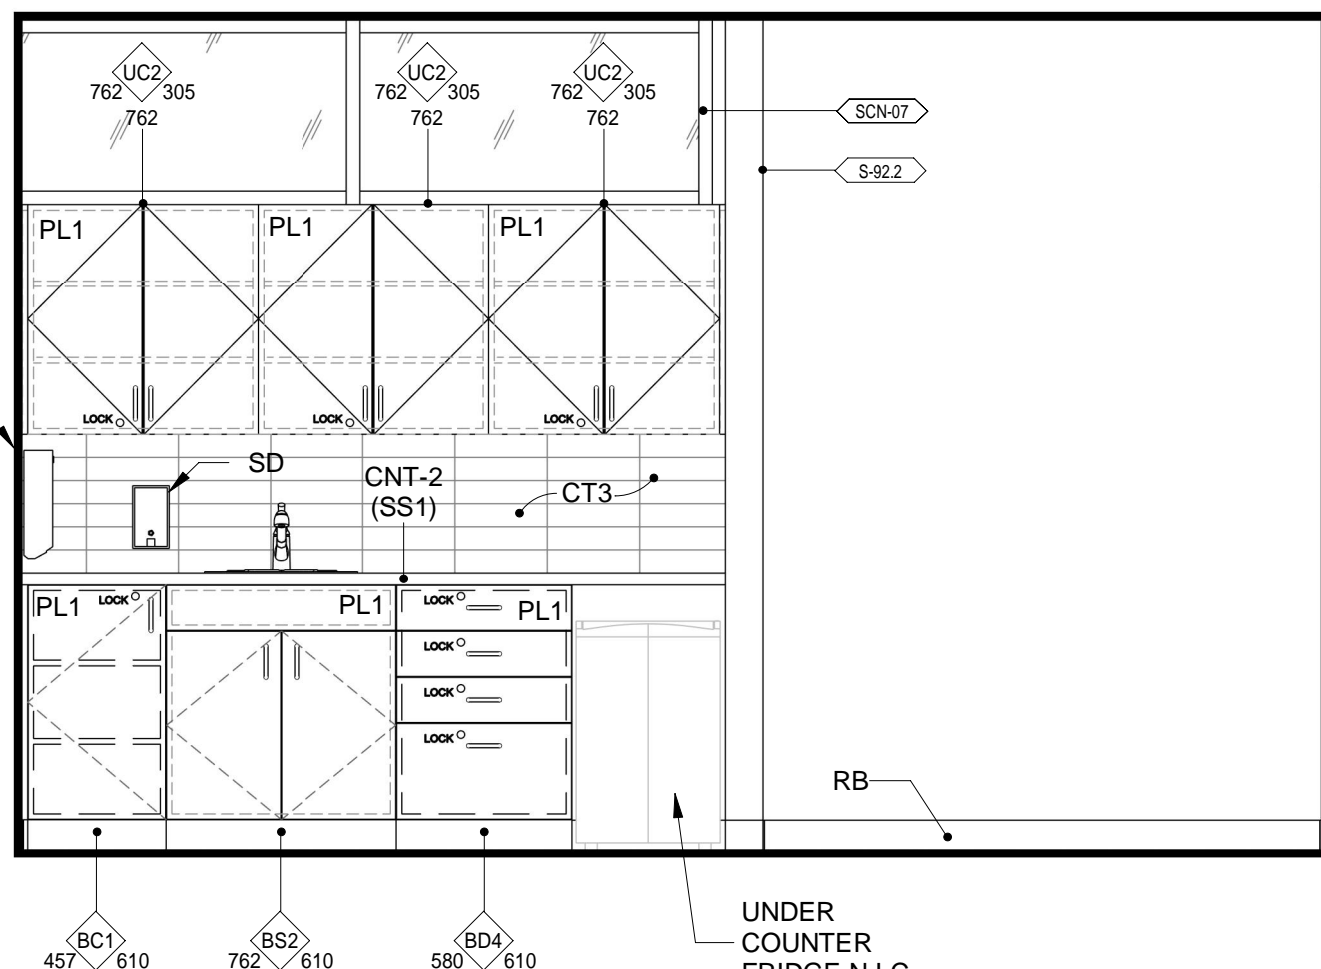 UC2
762 305
762
UC2
762 305
762
UC2
762 305
762
SCN-07
S-92.2
PL1
PL1
PL1
LOCK
LOCK
LOCK
SD
CNT-2
(SS1)
CT3
PL1
LOCK
PL1
LOCK
PL1
LOCK
LOCK
LOCK
RB
BC1
457 610
BS2
762 610
BD4
580 610
UNDER
COUNTER
FRIDGE N.I.C.